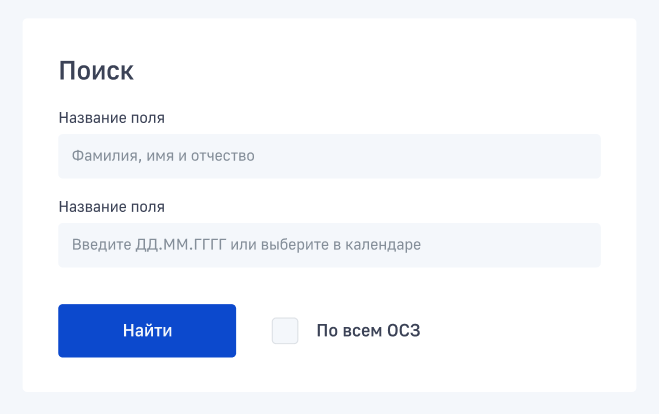 Поиск
Название поля
Фамилия, имя и отчество
Название поля
Введите ДД.ММ.ГГГГ или выберите в календаре
Найти
По всем ОСЗ